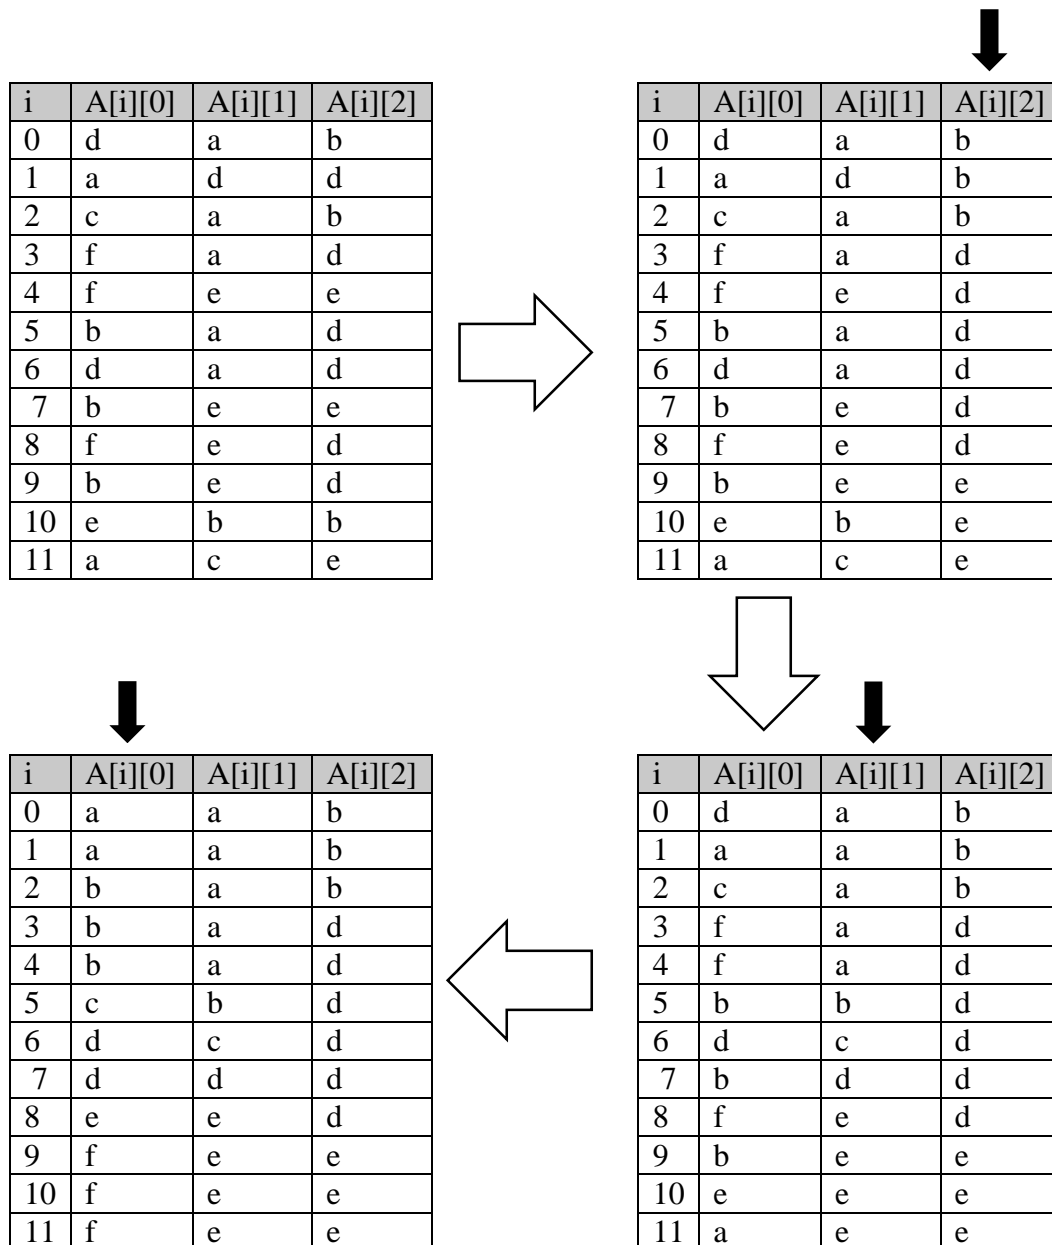 i A[i][0] A[i][1] A[i][2]
0 d a b
1 a d d
2 c a b
3 f a d
4 f e e
5 b a d
6 d a d
7 b e e
8 f e d
9 b e d
10 e b b
11 a c e
i A[i][0] A[i][1] A[i][2]
0 d a b
1 a d b
2 c a b
3 f a d
4 f e d
5 b a d
6 d a d
7 b e d
8 f e d
9 b e e
10 e b e
11 a c e
i A[i][0] A[i][1] A[i][2]
0 a a b
1 a a b
2 b a b
3 b a d
4 b a d
5 c b d
6 d c d
7 d d d
8 e e d
9 f e e
10 f e e
11 f e e
i A[i][0] A[i][1] A[i][2]
0 d a b
1 a a b
2 c a b
3 f a d
4 f a d
5 b b d
6 d c d
7 b d d
8 f e d
9 b e e
10 e e e
11 a e e